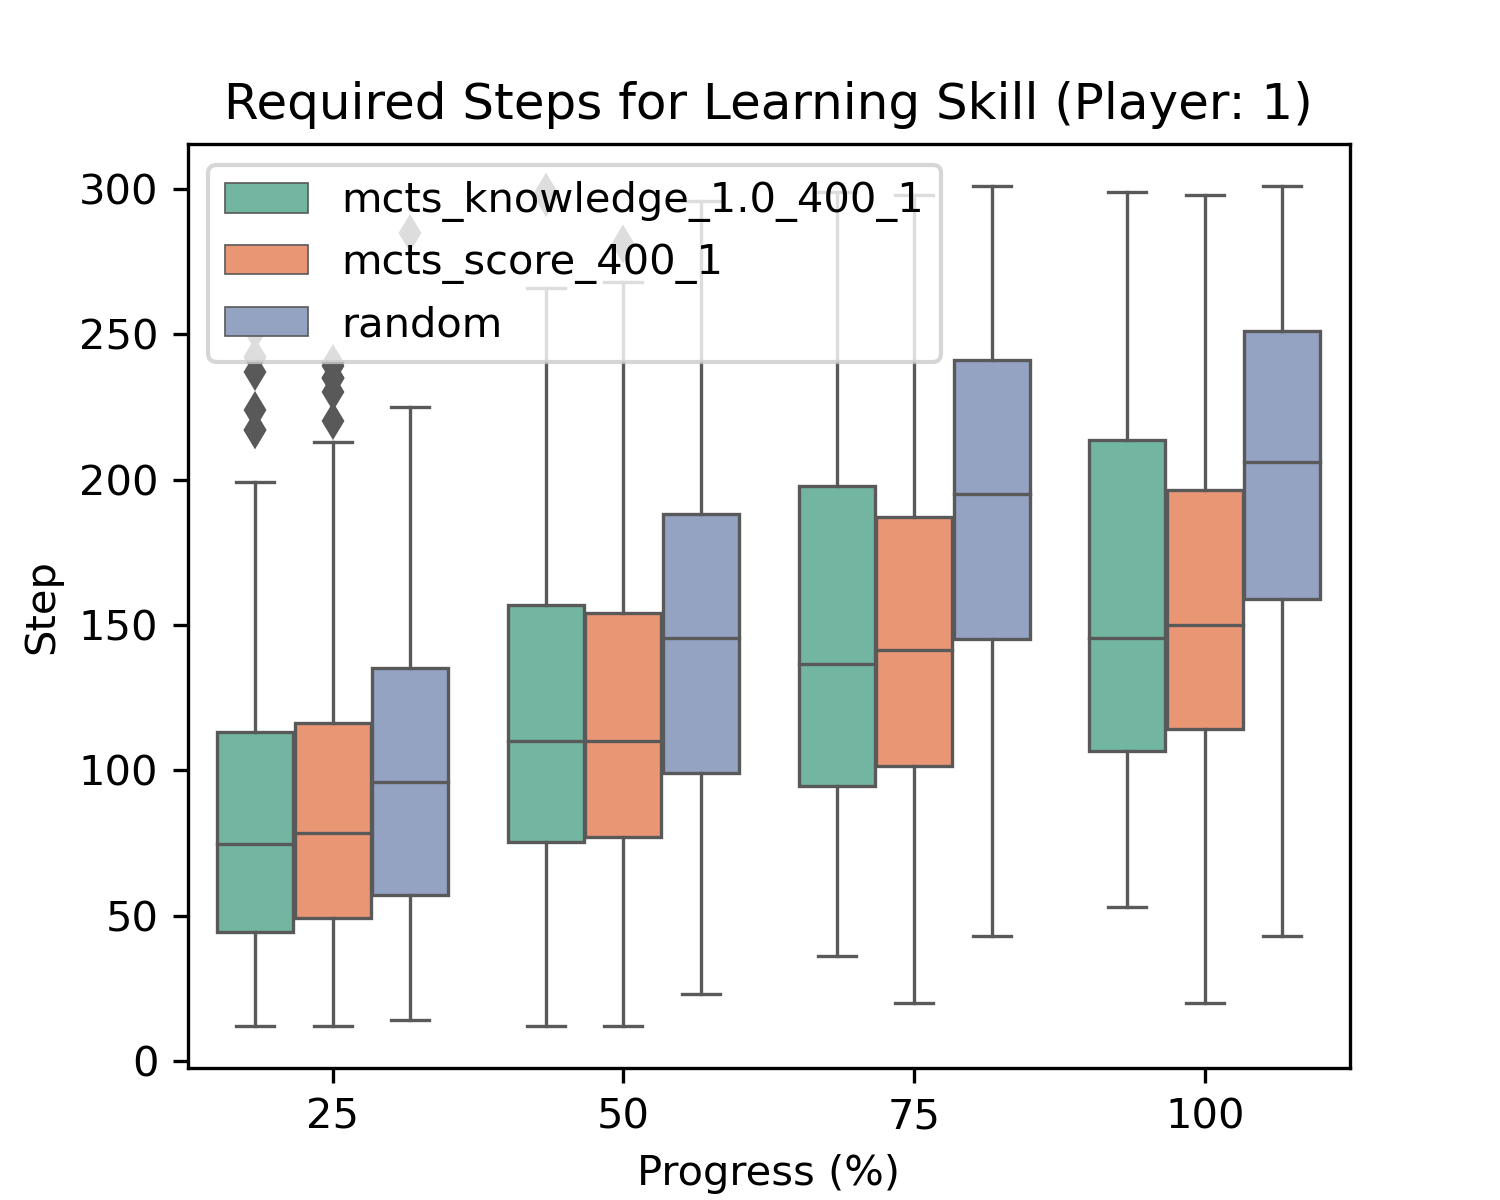 Required Steps for Learning Skill (Player: 1)
mcts_knowledge_1.0_400_1
mcts_score_400_1
random
300
250
200
150
100
50
0
Step
25 50 75 100
Progress (%)